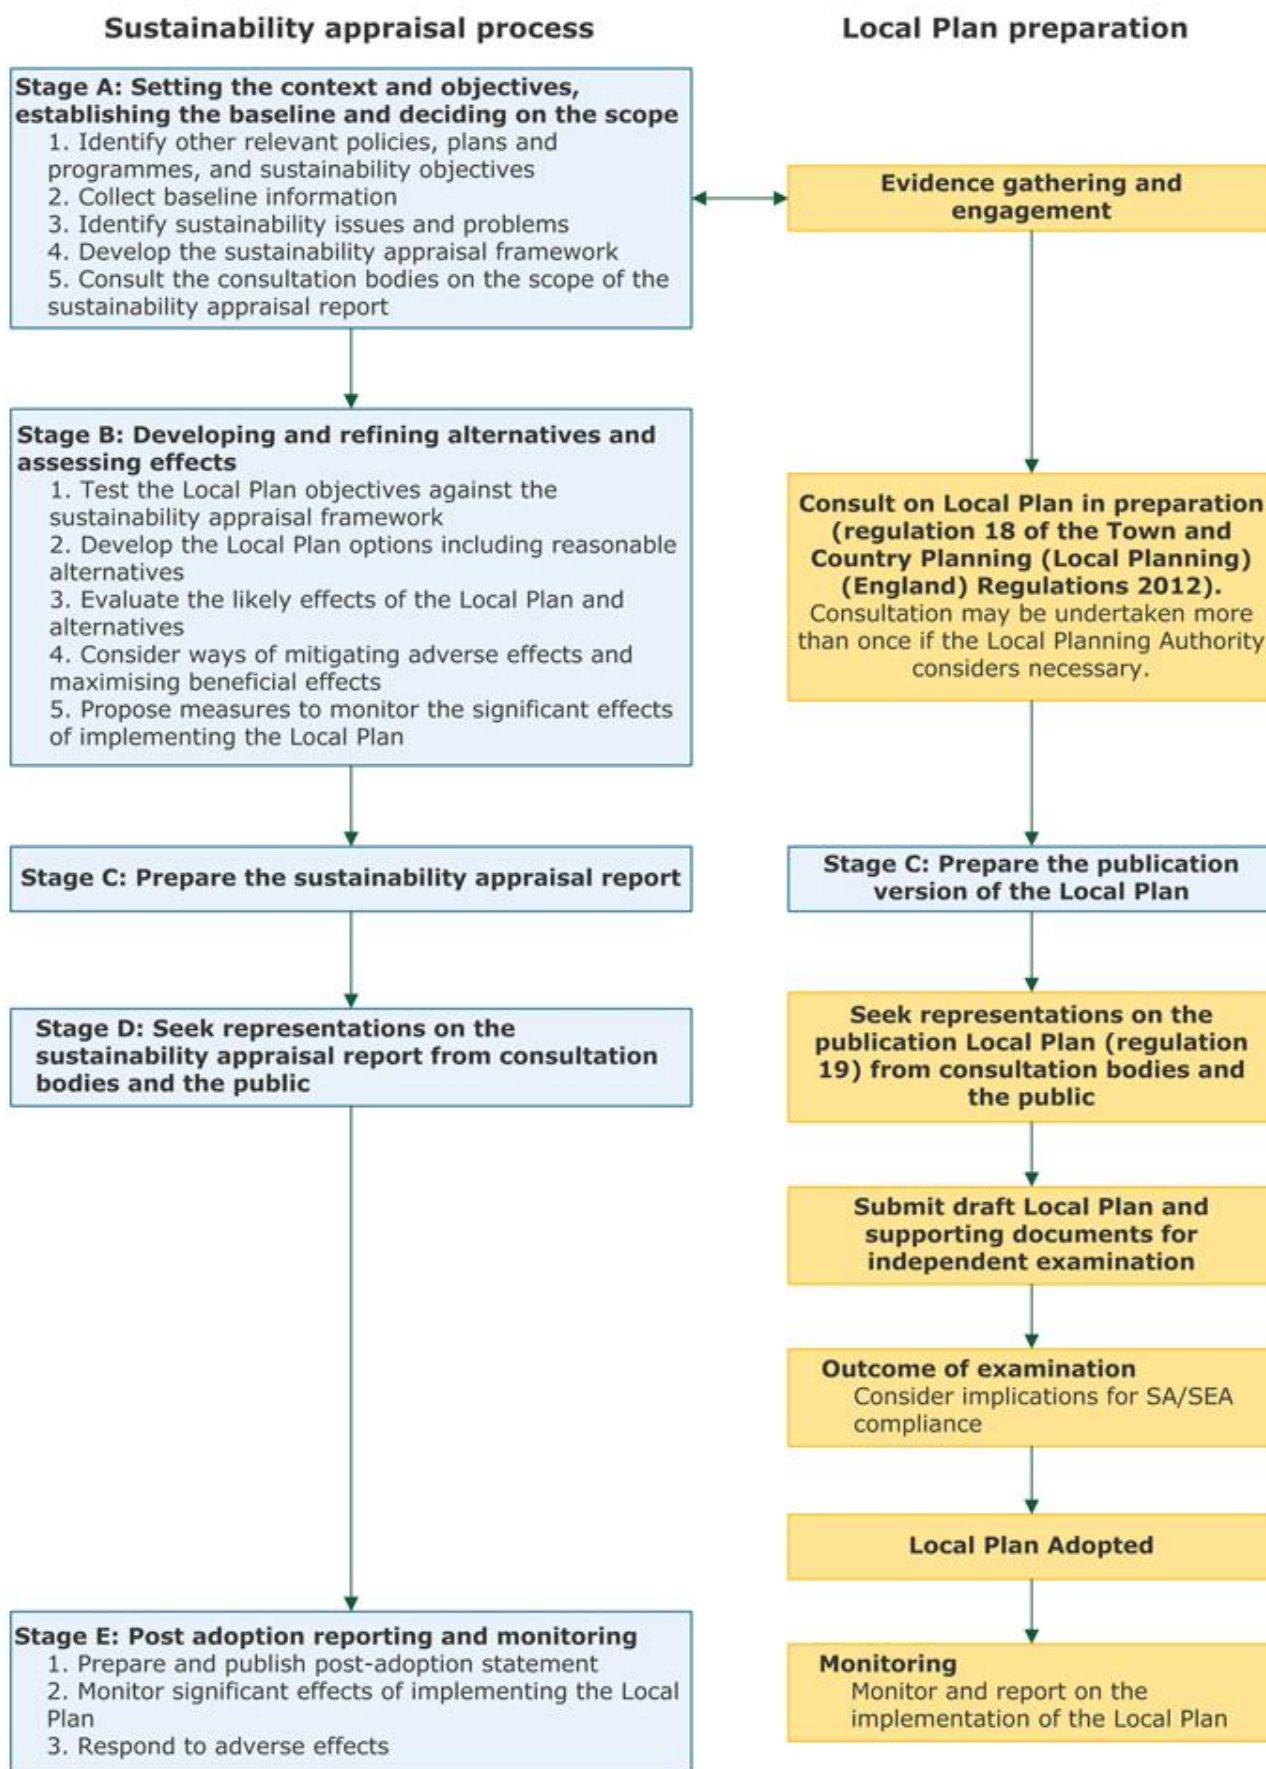 Sustainability appraisal process
Local Plan preparation
Stage A: Setting the context and objectives,
establishing the baseline and deciding on the scope
1. Identify other relevant policies, plans and
programmes, and sustainability objectives
2. Collect baseline information
3. Identify sustainability issues and problems
4. Develop the sustainability appraisal framework
5. Consult the consultation bodies on the scope of the
sustainability appraisal report
Evidence gathering and
engagement
Stage B: Developing and refining alternatives and
assessing effects
1. Test the Local Plan objectives against the
sustainability appraisal framework
2. Develop the Local Plan options including reasonable
alternatives
3. Evaluate the likely effects of the Local Plan and
alternatives
4. Consider ways of mitigating adverse effects and
maximising beneficial effects
5. Propose measures to monitor the significant effects
of implementing the Local Plan
Consult on Local Plan in preparation
(regulation 18 of the Town and
Country Planning (Local Planning)
(England) Regulations 2012).
Consultation may be undertaken more
than once if the Local Planning Authority
considers necessary.
Stage C: Prepare the sustainability appraisal report
Stage C: Prepare the publication
version of the Local Plan
Stage D: Seek representations on the
sustainability appraisal report from consultation
bodies and the public
Seek representations on the
publication Local Plan (regulation
19) from consultation bodies and
the public
Submit draft Local Plan and
supporting documents for
independent examination
Outcome of examination
Consider implications for SA/SEA
compliance
Local Plan Adopted
Stage E: Post adoption reporting and monitoring
1. Prepare and publish post-adoption statement
2. Monitor significant effects of implementing the Local
Plan
3. Respond to adverse effects
Monitoring
Monitor and report on the
implementation of the Local Plan